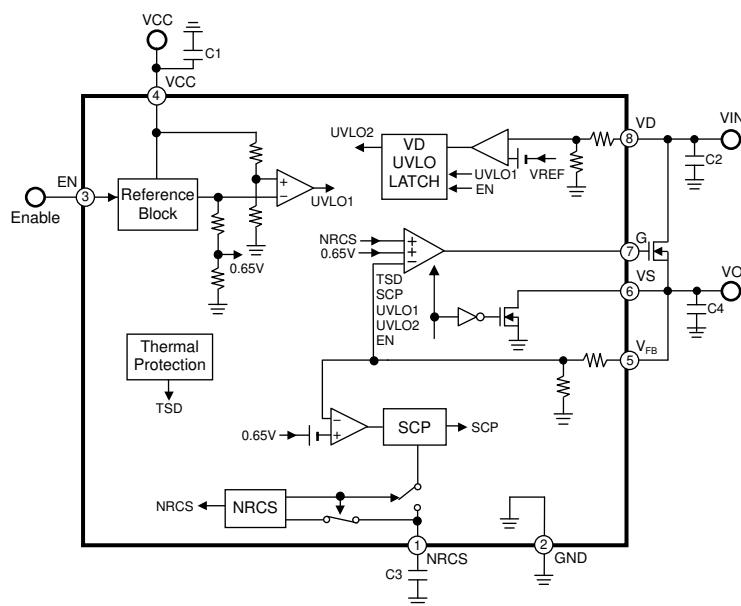 VCC
C1
VCC
4
VD
VIN
8
C2
UVLO2
VD
UVLO
LATCH
UVLO1
EN
VREF
EN
3
Enable
Reference
Block
+
−
UVLO1
0.65V
NRCS
0.65V
+
+
−
G
7
VS
6
VO
C4
TSD
SCP
UVLO1
UVLO2
EN
VFB
5
Thermal
Protection
TSD
0.65V
−
+
SCP
SCP
NRCS
NRCS
1
NRCS
2
GND
C3